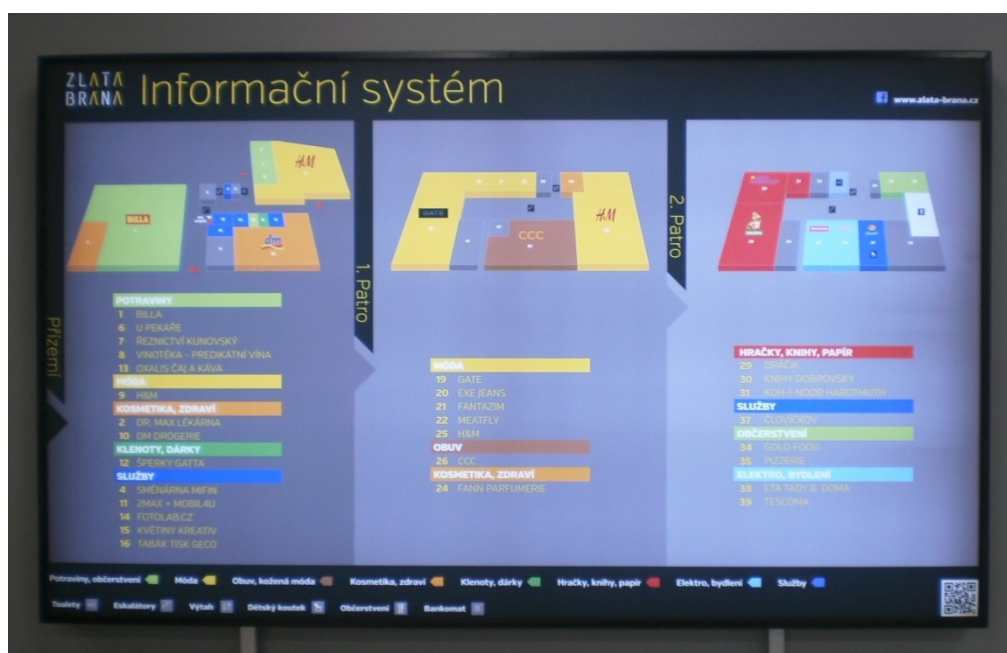 ZLATÁ
BRÁNA
Informační systém
www.zlata-brana.cz
H&M
BILLA
dm
GATE
CCC
H&M
Přízemí
1. Patro
2. Patro
POTRAVINY
1 BILLA
6 U PEKAŘE
7 ŘEZNICTVÍ KUNOVSKÝ
8 VINOTÉKA - PREDIKÁTNÍ VÍNA
13 OXALIS ČAJ A KÁVA
MÓDA
9 H&M
KOSMETIKA, ZDRAVÍ
2 DR. MAX LÉKÁRNA
10 DM DROGERIE
KLENOTY, DÁRKY
12 ŠPERKY GATTA
SLUŽBY
4 SMĚNÁRNA MIFIN
11 2MAX + MOBIL4U
14 FOTOLAB.CZ
15 KVĚTINY KREATIV
16 TABÁK TISK GECO
MÓDA
19 GATE
20 EXE JEANS
21 FANTAZIM
22 MEATFLY
25 H&M
OBUV
26 CCC
KOSMETIKA, ZDRAVÍ
24 FANN PARFUMERIE
HRAČKY, KNIHY, PAPÍR
29 DRÁČIK
30 KNIHY DOBROVSKÝ
31 KOH-I-NOOR HARDTMUTH
SLUŽBY
37 ČLOVÍČKOV
OBČERSTVENÍ
34 GOLD FOOD
35 PIZZERIE
ELEKTRO, BYDLENÍ
38 ETA TADY JE DOMA
39 TESCOMA
Potraviny, občerstvení Móda Obuv, kožená móda Kosmetika, zdraví Klenoty, dárky Hračky, knihy, papír Elektro, bydlení Služby
Toalety Eskalátory Výtah Dětský koutek Občerstvení Bankomat